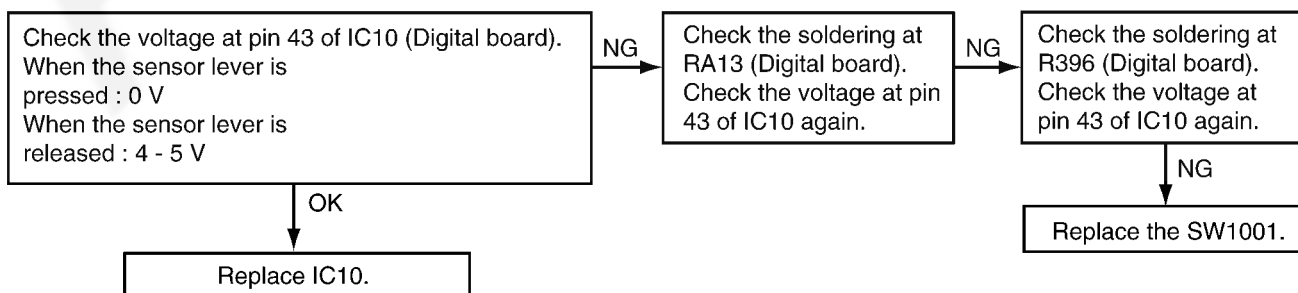 Check the voltage at pin 43 of IC10 (Digital board).
When the sensor lever is
pressed : 0 V
When the sensor lever is
released : 4 - 5 V
NG
Check the soldering at
RA13 (Digital board).
Check the voltage at pin
43 of IC10 again.
NG
Check the soldering at
R396 (Digital board).
Check the voltage at
pin 43 of IC10 again.
OK
NG
Replace IC10.
Replace the SW1001.